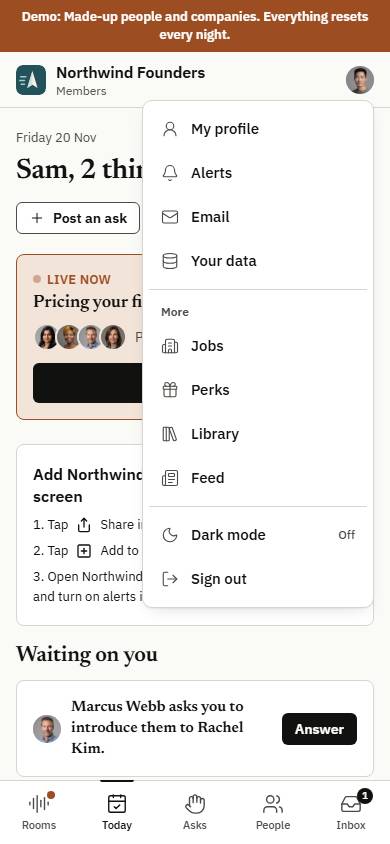 Demo: Made-up people and companies. Everything resets
every night.
Northwind Founders
Members
Friday 20 Nov
Sam, 2 thin
Post an ask
LIVE NOW
Pricing your fi
P
Add Northwind
screen
1. Tap Share i
2. Tap Add to
3. Open Northwind
and turn on alerts i
My profile
Alerts
Email
Your data
More
Jobs
Perks
Library
Feed
Dark mode Off
Sign out
Waiting on you
Marcus Webb asks you to
introduce them to Rachel
Kim.
Answer
Rooms
Today
Asks
People
1
Inbox